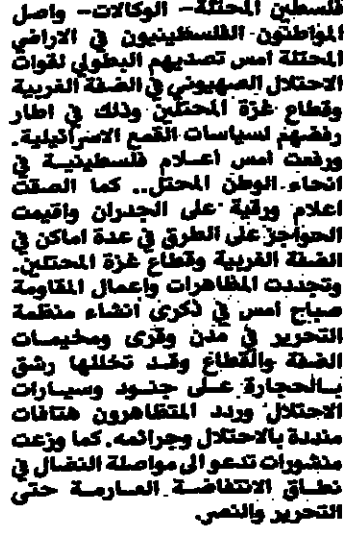 فلسطين المحتلة- الوكالات- واصل
المواطنون الفلسطينيون في الاراضي
المحتلة امس تصديهم البطولي لقوات
الاحتلال الصهيوني في الضفة الغربية
وقطاع غزة المحتلين وذلك في اطار
رفضهم لسياسات القمع الاسرائيلية.
ورفعت امس اعلام فلسطينية في
انحاء الوطن المحتل.. كما الصقت
اعلام ورقية على الجدران واقيمت
الحواجز على الطرق في عدة اماكن في
الضفة الغربية وقطاع غزة المحتلين.
وتجددت المظاهرات واعمال المقاومة
صباح امس في ذكرى انشاء منظمة
التحرير في مدن وقرى ومخيمات
الضفة والقطاع وقد تخللها رشق
بالحجارة على جنود وسيارات
الاحتلال وردد المتظاهرون هتافات
منددة بالاحتلال وجرائمه. كما وزعت
منشورات تدعو الى مواصلة النضال في
نطاق الانتفاضة العارمة حتى
التحرير والنصر.